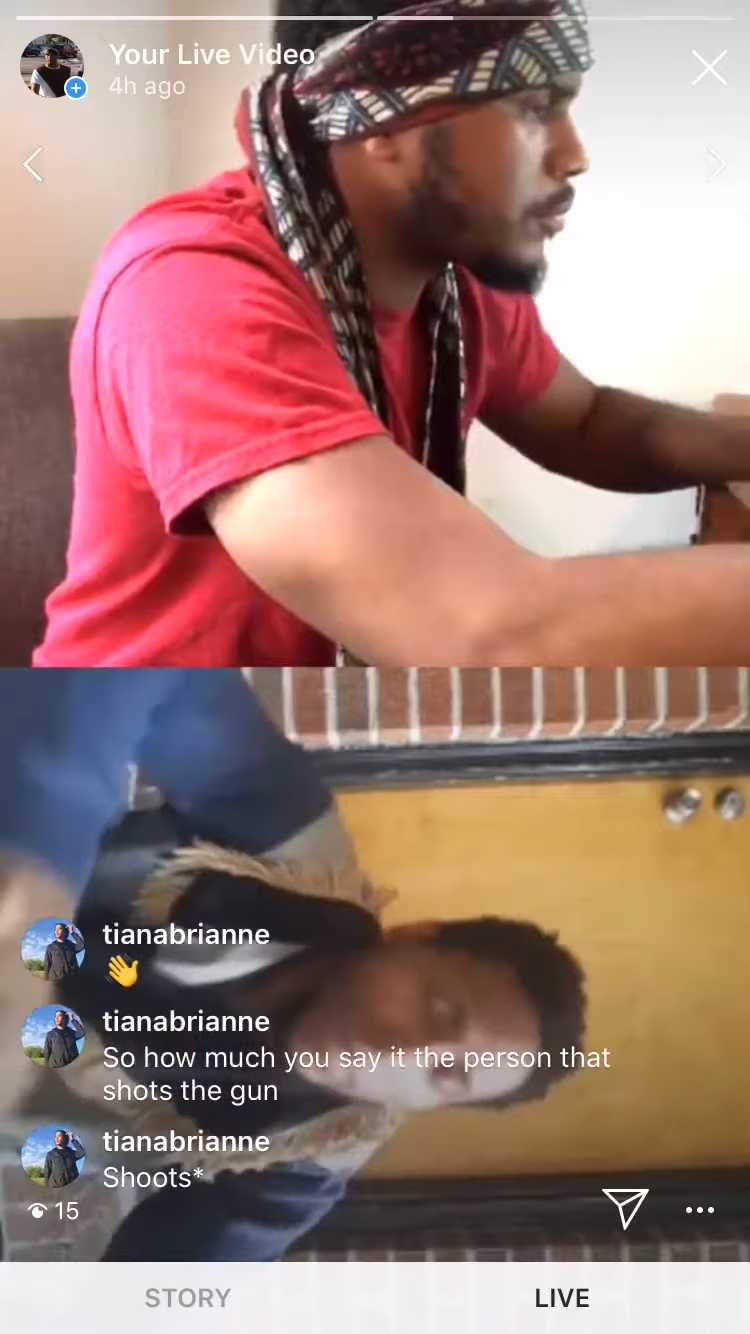 Your Live Video
4h ago
tianabrianne
👋
tianabrianne
So how much you say it the person that
shots the gun
tianabrianne
Shoots*
15
STORY
LIVE